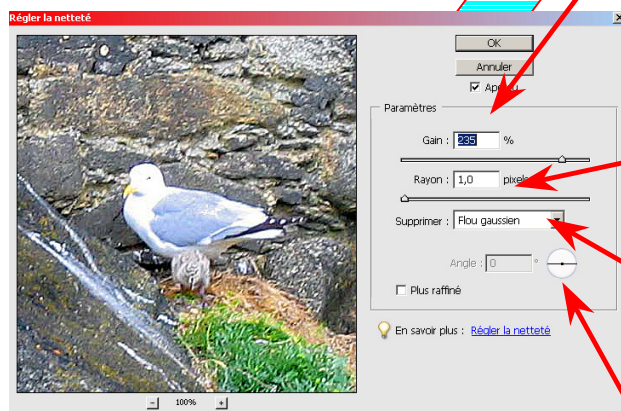 Régler la netteté
OK
Annuler
Paramètres
Gain : 235 %
Rayon : 1,0 pixels
Supprimer : Flou gaussien
Angle : 0 °
Plus raffiné
En savoir plus : Régler la netteté
- 100% +